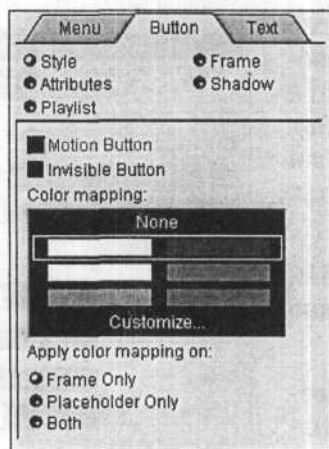 Menu Button Text
Style Frame
Attributes Shadow
Playlist
Motion Button
Invisible Button
Color mapping:
None
Customize...
Apply color mapping on:
Frame Only
Placeholder Only
Both